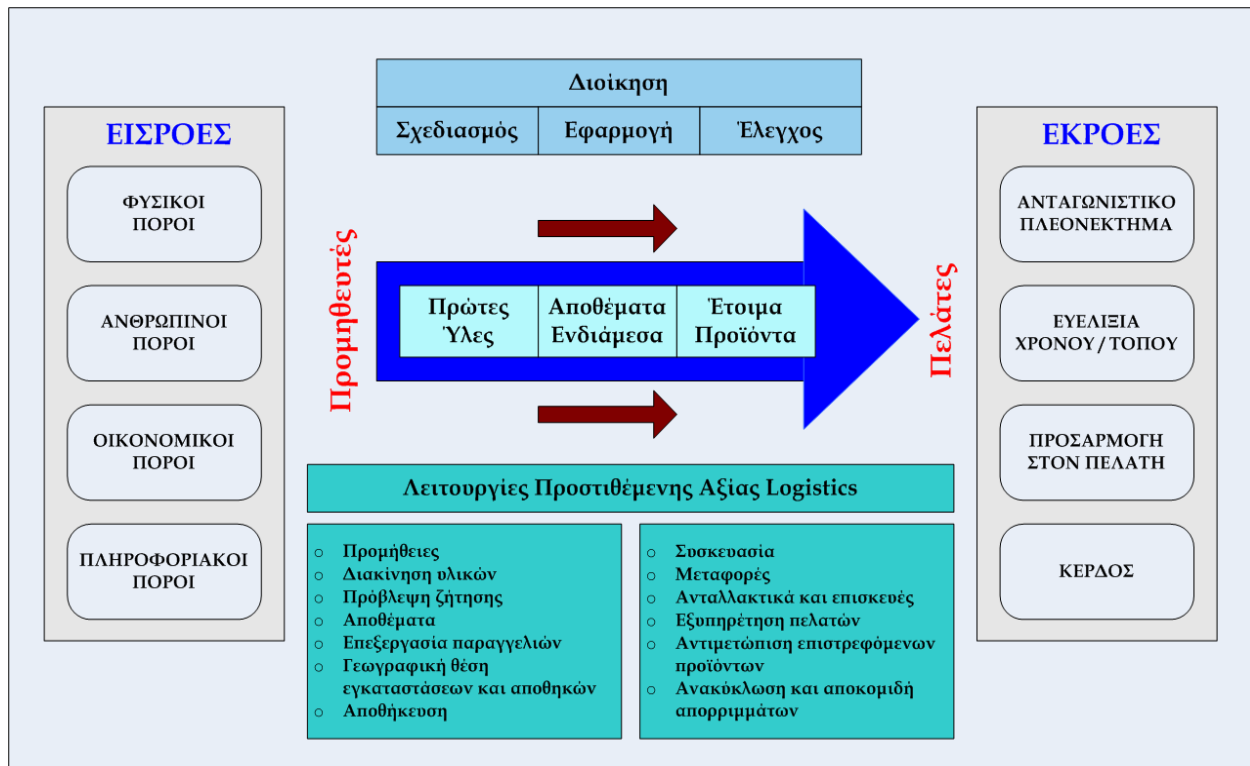 Διοίκηση
Σχεδιασμός
Εφαρμογή
Έλεγχος
ΕΙΣΡΟΕΣ
ΦΥΣΙΚΟΙ
ΠΟΡΟΙ
ΑΝΘΡΩΠΙΝΟΙ
ΠΟΡΟΙ
ΟΙΚΟΝΟΜΙΚΟΙ
ΠΟΡΟΙ
ΠΛΗΡΟΦΟΡΙΑΚΟΙ
ΠΟΡΟΙ
Προμηθευτές
Πρώτες
Ύλες
Αποθέματα
Ενδιάμεσα
Έτοιμα
Προϊόντα
Πελάτες
ΕΚΡΟΕΣ
ΑΝΤΑΓΩΝΙΣΤΙΚΟ
ΠΛΕΟΝΕΚΤΗΜΑ
ΕΥΕΛΙΞΙΑ
ΧΡΟΝΟΥ / ΤΟΠΟΥ
ΠΡΟΣΑΡΜΟΓΗ
ΣΤΟΝ ΠΕΛΑΤΗ
ΚΕΡΔΟΣ
Λειτουργίες Προστιθέμενης Αξίας Logistics
○ Προμήθειες
○ Διακίνηση υλικών
○ Πρόβλεψη ζήτησης
○ Αποθέματα
○ Επεξεργασία παραγγελιών
○ Γεωγραφική θέση
εγκαταστάσεων και αποθηκών
○ Αποθήκευση
○ Συσκευασία
○ Μεταφορές
○ Ανταλλακτικά και επισκευές
○ Εξυπηρέτηση πελατών
○ Αντιμετώπιση επιστρεφόμενων
προϊόντων
○ Ανακύκλωση και αποκομιδή
απορριμμάτων